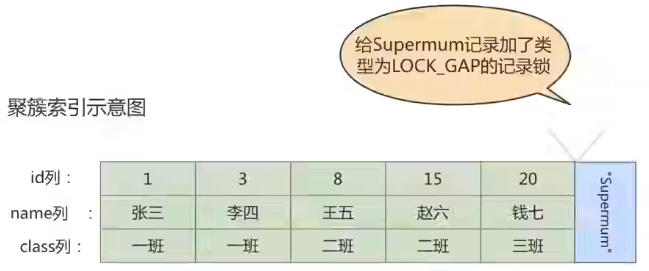 给Supermum记录加了类
型为LOCK_GAP的记录锁
聚簇索引示意图
id列： 1 3 8 15 20 "Supermum"
name列 ： 张三 李四 王五 赵六 钱七
class列： 一班 一班 二班 二班 三班